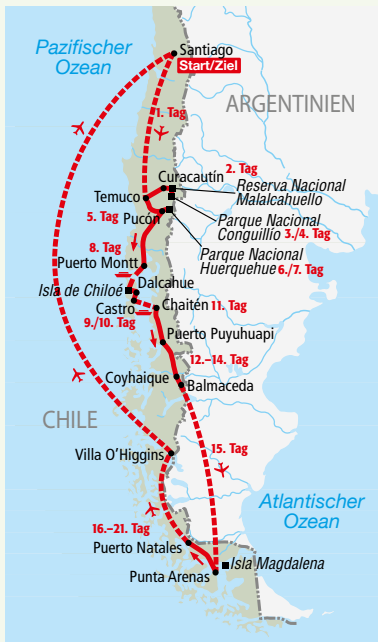 Pazifischer
Ozean
Santiago
Start/Ziel
ARGENTINIEN
1. Tag
2. Tag
Curacautín
Reserva Nacional
Malalcahuello
Temuco
Parque Nacional
Conguillío 3./4. Tag
5. Tag
Pucón
Parque Nacional
Huerquehue 6./7. Tag
8. Tag
Puerto Montt
Dalcahue
Isla de Chiloé
Castro
Chaitén 11. Tag
9./10. Tag
Puerto Puyuhuapi
12.–14. Tag
Coyhaique
Balmaceda
CHILE
Villa O'Higgins
15. Tag
Atlantischer
Ozean
16.–21. Tag
Puerto Natales
Isla Magdalena
Punta Arenas